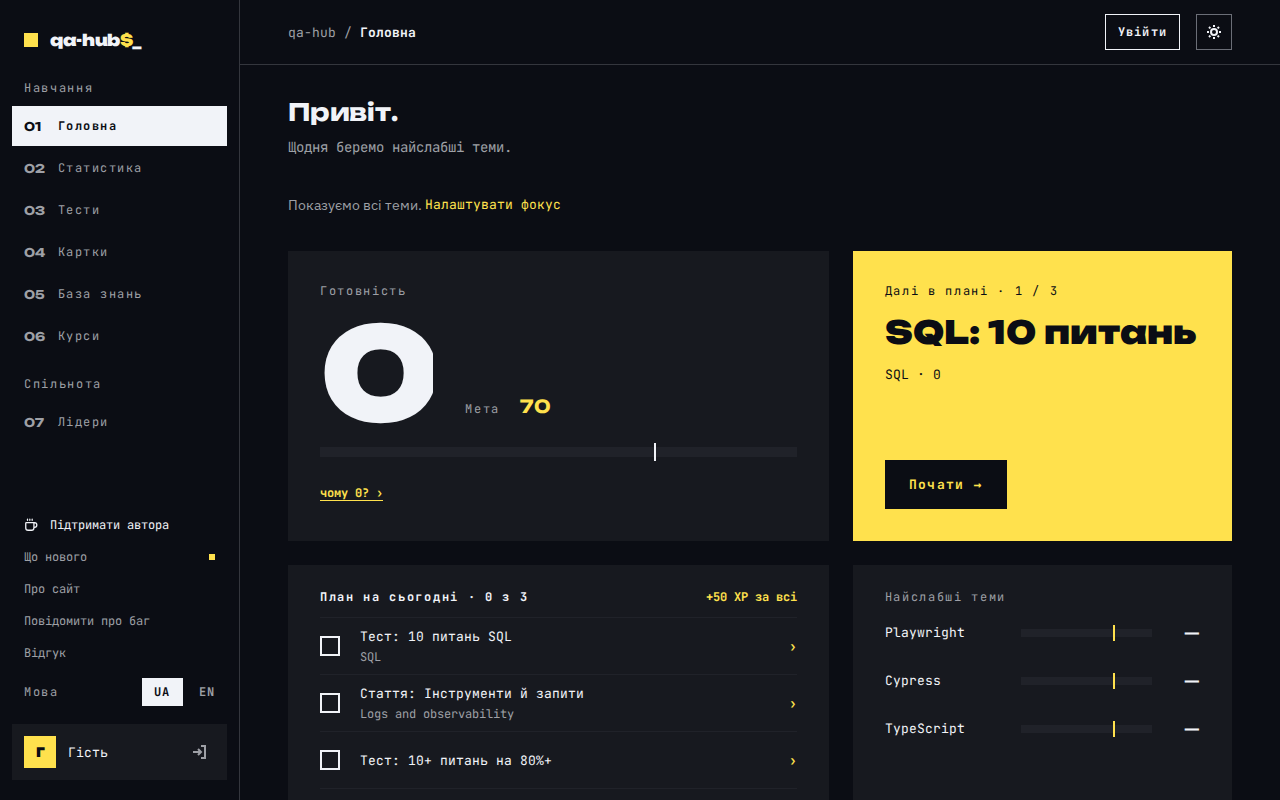 qa·hub$_
Навчання
01 Головна
02 Статистика
03 Тести
04 Картки
05 База знань
06 Курси
Спільнота
07 Лідери
Підтримати автора
Що нового
Про сайт
Повідомити про баг
Відгук
Мова UA EN
Г Гість
qa-hub / Головна
Увійти
Привіт.
Щодня беремо найслабші теми.
Показуємо всі теми. Налаштувати фокус
Готовність
0 Мета 70
чому 0? ›
Далі в плані · 1 / 3
SQL: 10 питань
SQL · 0
Почати →
План на сьогодні · 0 з 3 +50 XP за всі
Тест: 10 питань SQL ›
SQL
Стаття: Інструменти й запити ›
Logs and observability
Тест: 10+ питань на 80%+ ›
Найслабші теми
Playwright —
Cypress —
TypeScript —